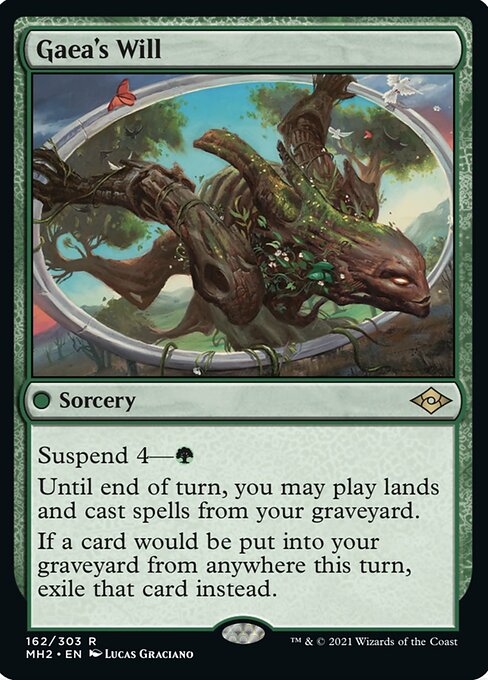 Gaea's Will
Sorcery
Suspend 4—
Until end of turn, you may play lands
and cast spells from your graveyard.
If a card would be put into your
graveyard from anywhere this turn,
exile that card instead.
162/303 R
MH2 • EN Lucas Graciano
™ & © 2021 Wizards of the Coast